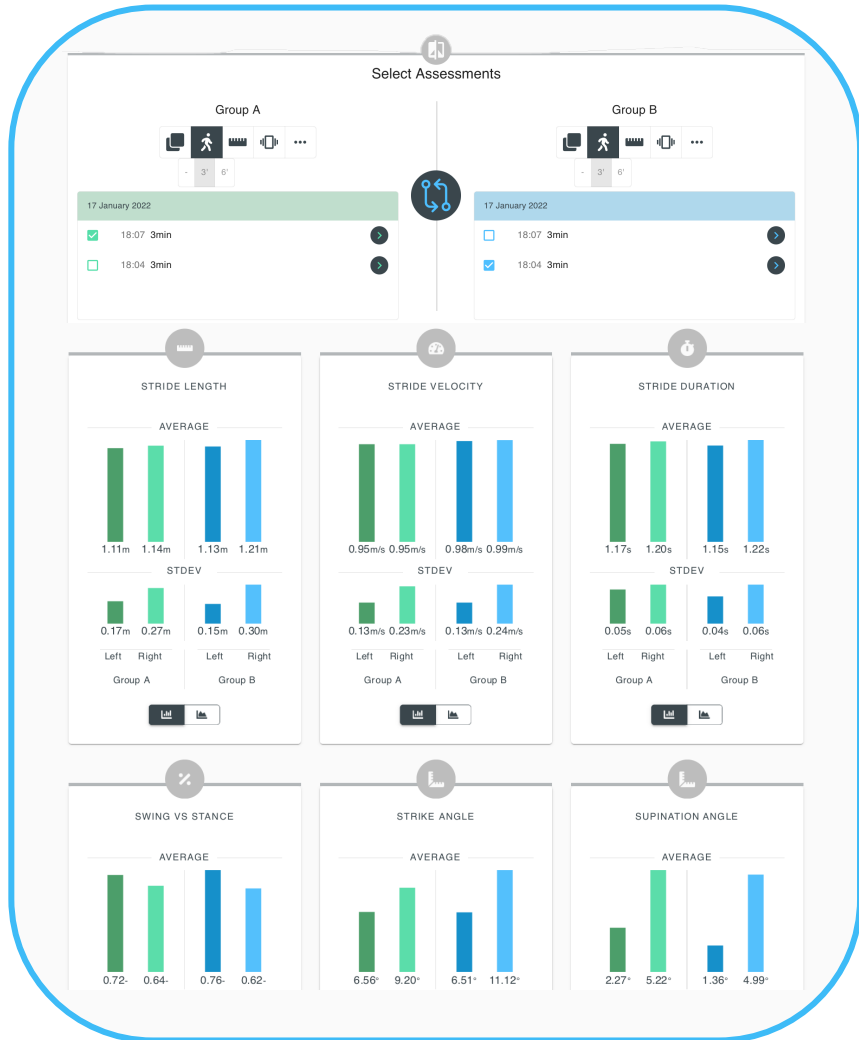 Select Assessments
Group A Group B
- 3' 6' - 3' 6'
17 January 2022 17 January 2022
18:07 3min 18:07 3min
18:04 3min 18:04 3min
STRIDE LENGTH STRIDE VELOCITY STRIDE DURATION
AVERAGE AVERAGE AVERAGE
1.11m 1.14m 1.13m 1.21m 0.95m/s 0.95m/s 0.98m/s 0.99m/s 1.17s 1.20s 1.15s 1.22s
STDEV STDEV STDEV
0.17m 0.27m 0.15m 0.30m 0.13m/s 0.23m/s 0.13m/s 0.24m/s 0.05s 0.06s 0.04s 0.06s
Left Right Left Right Left Right Left Right Left Right Left Right
Group A Group B Group A Group B Group A Group B
SWING VS STANCE STRIKE ANGLE SUPINATION ANGLE
AVERAGE AVERAGE AVERAGE
0.72- 0.64- 0.76- 0.62- 6.56° 9.20° 6.51° 11.12° 2.27° 5.22° 1.36° 4.99°